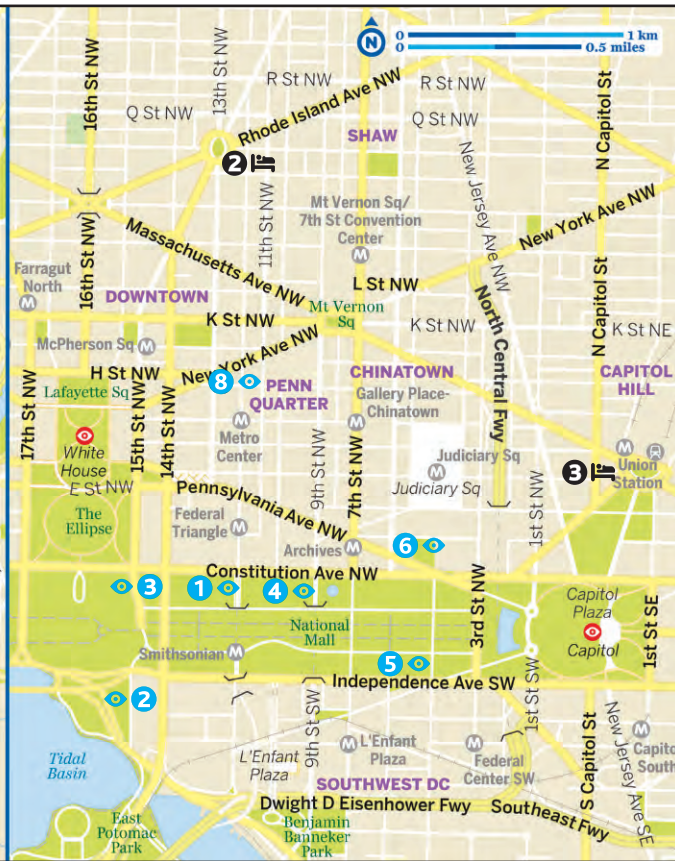 N
0
1 km
0
0.5 miles
16th St NW
13th St NW
R St NW
R St NW
Q St NW
Q St NW
Rhode Island Ave NW
N Capitol St
SHAW
2
11th St NW
New Jersey Ave NW
New York Ave NW
Mt Vernon Sq/
7th St Convention
Center
M
Massachusetts Ave NW
16th St NW
Farragut
North
M
DOWNTOWN
L St NW
North Central Fwy
N Capitol St
K St NW
Mt Vernon
Sq
K St NW
K St NE
McPherson Sq
M
New York Ave NW
H St NW
Lafayette Sq
8
PENN
QUARTER
CHINATOWN
CAPITOL
HILL
17th St NW
15th St NW
14th St NW
Gallery Place-
Chinatown
M
White
House
M
Metro
Center
9th St NW
7th St NW
Judiciary Sq
M
Judiciary Sq
M
Union
Station
3
E St NW
Pennsylvania Ave NW
1st St NW
The
Ellipse
Federal
Triangle
M
Archives
M
6
Constitution Ave NW
3
1
4
3rd St NW
Capitol
Plaza
Capitol
1st St SE
National
Mall
Smithsonian
M
5
Independence Ave SW
1st St SW
2
9th St SW
Tidal
Basin
L'Enfant
Plaza
M
L'Enfant
Plaza
M
Federal
Center SW
S Capitol St
New Jersey Ave SE
M
Capito
South
SOUTHWEST DC
Dwight D Eisenhower Fwy
Southeast Fwy
East
Potomac
Park
Benjamin
Banneker
Park
M